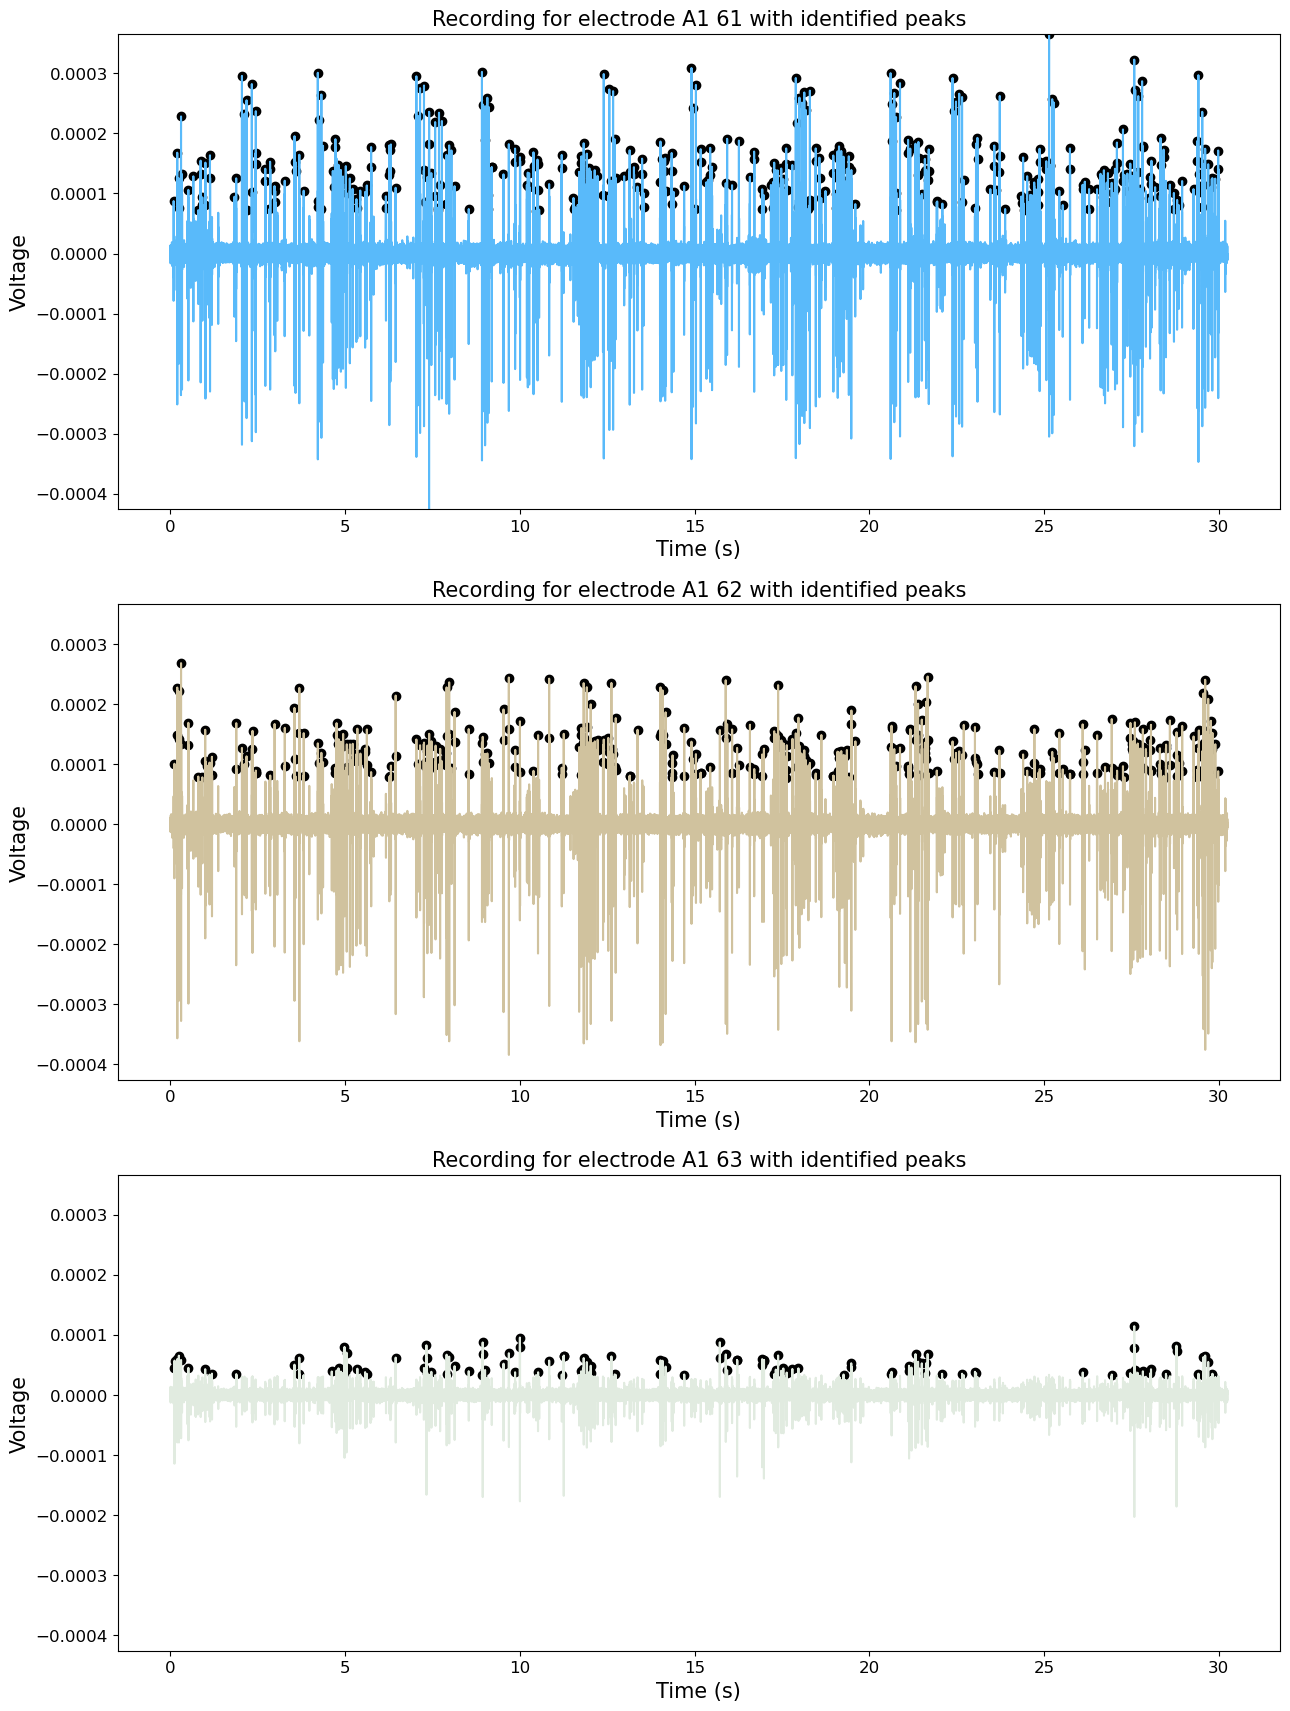 Recording for electrode A1 61 with identified peaks
0.0003
0.0002
0.0001
0.0000
−0.0001
−0.0002
−0.0003
−0.0004
Voltage
0 5 10 15 20 25 30
Time (s)
Recording for electrode A1 62 with identified peaks
0.0003
0.0002
0.0001
0.0000
−0.0001
−0.0002
−0.0003
−0.0004
Voltage
0 5 10 15 20 25 30
Time (s)
Recording for electrode A1 63 with identified peaks
0.0003
0.0002
0.0001
0.0000
−0.0001
−0.0002
−0.0003
−0.0004
Voltage
0 5 10 15 20 25 30
Time (s)